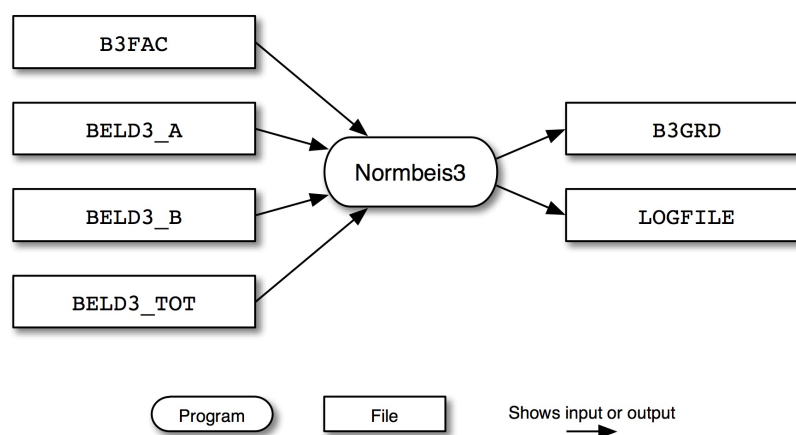 B3FAC
BELD3_A
BELD3_B
BELD3_TOT
Normbeis3
B3GRD
LOGFILE
Program
File
Shows input or output